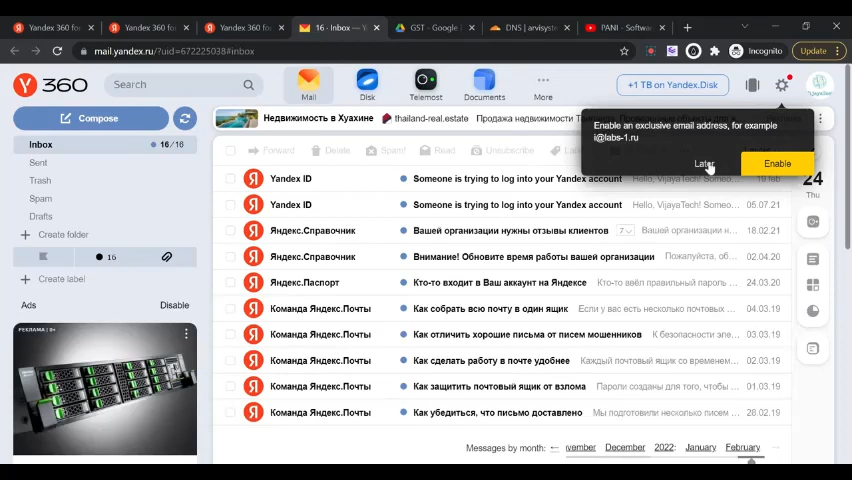 Yandex 360 fo
Yandex 360 for
Yandex 360 for
16 · Inbox — Y
GST - Google
DNS | arvisyste
PANI - Softwa
mail.yandex.ru/?uid=672225038#inbox
Incognito
Update
Y 360
Search
Mail
Disk
Telemost
Documents
More
+1 TB on Yandex.Disk
Compose
Недвижимость в Хуахине
thailand-real.estate
Enable an exclusive email address, for example
i@labs-1.ru
Later
Enable
Inbox
16/16
Sent
Trash
Spam
Drafts
Create folder
16
Create label
Ads
Disable
РЕКЛАМА | 0+
Forward
Delete
Spam!
Read
Unsubscribe
24
Thu
Yandex ID Someone is trying to log into your Yandex account Hello, VijayaTech! Someo... 19 feb
Yandex ID Someone is trying to log into your Yandex account Hello, VijayaTech! Som... 05.07.21
Яндекс.Справочник Вашей организации нужны отзывы клиентов 7 Вашей организации н... 18.02.21
Яндекс.Справочник Внимание! Обновите время работы вашей организации Пожалуйста, об... 02.04.20
Яндекс.Паспорт Кто-то входит в Ваш аккаунт на Яндексе Кто-то ввёл правильный пароль ... 24.03.20
Команда Яндекс.Почты Как собрать всю почту в один ящик Если у вас есть несколько почтовых ... 04.03.19
Команда Яндекс.Почты Как отличить хорошие письма от писем мошенников К безопасности эле... 03.03.19
Команда Яндекс.Почты Как сделать работу в почте удобнее Каждый почтовый ящик со временем... 02.03.19
Команда Яндекс.Почты Как защитить почтовый ящик от взлома Пароли созданы для того, чтобы ... 01.03.19
Команда Яндекс.Почты Как убедиться, что письмо доставлено Мы подготовили несколько писем ... 28.02.19
Messages by month: ← ıvember December 2022: January February